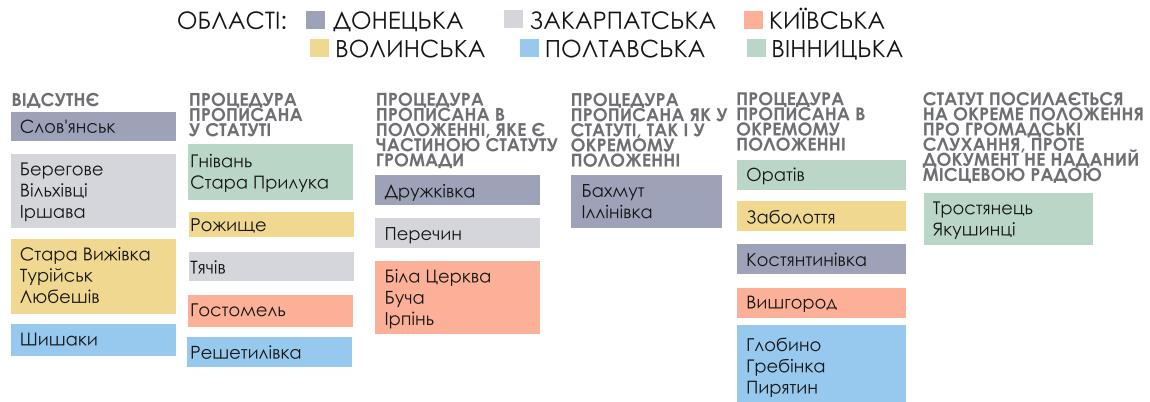 ОБЛАСТІ: ДОНЕЦЬКА ЗАКАРПАТСЬКА КИЇВСЬКА
ВОЛИНСЬКА ПОЛТАВСЬКА ВІННИЦЬКА
ВІДСУТНЄ
Слов'янськ
Берегове
Вільхівці
Іршава
Стара Вижівка
Турійськ
Любешів
Шишаки
ПРОЦЕДУРА
ПРОПИСАНА
У СТАТУТІ
Гнівань
Стара Прилука
Рожище
Тячів
Гостомель
Решетилівка
ПРОЦЕДУРА
ПРОПИСАНА В
ПОЛОЖЕННІ, ЯКЕ Є
ЧАСТИНОЮ СТАТУТУ
ГРОМАДИ
Дружківка
Перечин
Біла Церква
Буча
Ірпінь
ПРОЦЕДУРА
ПРОПИСАНА ЯК У
СТАТУТІ, ТАК І У
ОКРЕМОМУ
ПОЛОЖЕННІ
Бахмут
Іллінівка
ПРОЦЕДУРА
ПРОПИСАНА В
ОКРЕМОМУ
ПОЛОЖЕННІ
Оратів
Заболоття
Костянтинівка
Вишгород
Глобино
Гребінка
Пирятин
СТАТУТ ПОСИЛАЄТЬСЯ
НА ОКРЕМЕ ПОЛОЖЕННЯ
ПРО ГРОМАДСЬКІ
СЛУХАННЯ, ПРОТЕ
ДОКУМЕНТ НЕ НАДАНИЙ
МІСЦЕВОЮ РАДОЮ
Тростянець
Якушинці